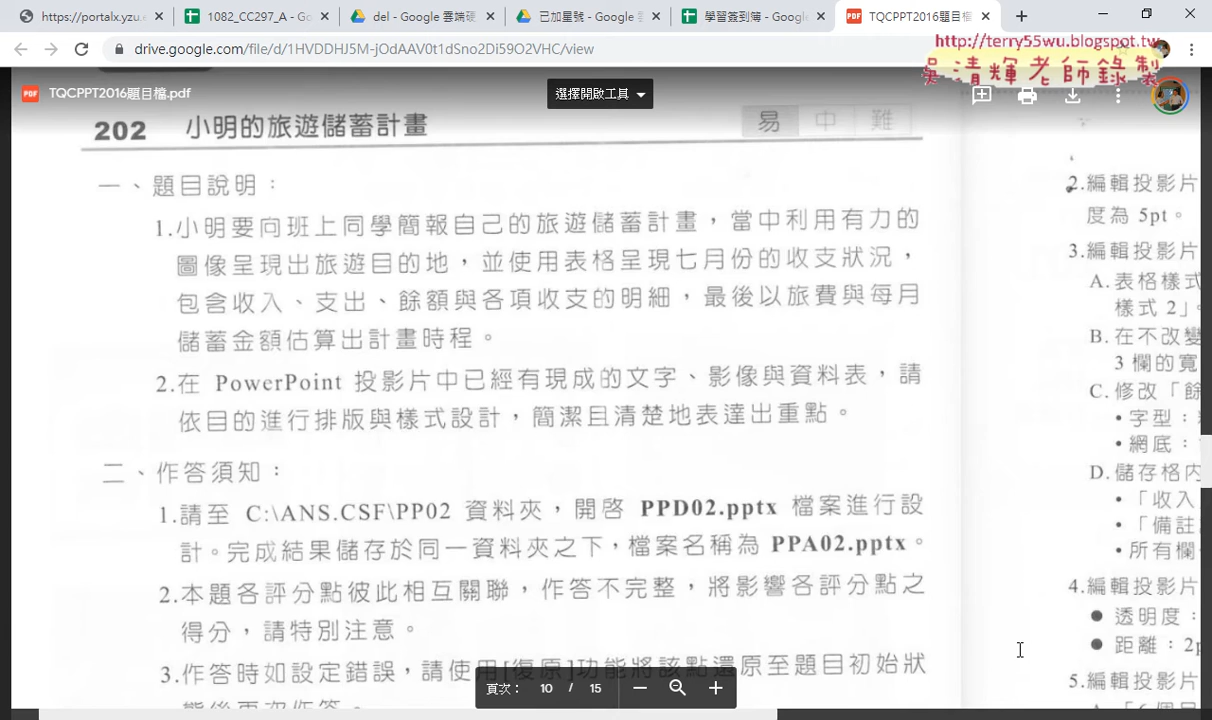 https://portalx.yzu.e
1082_CC297_A - Go
del - Google 雲端硬
已加星號 - Google 雲
學習簽到簿 - Google
TQCPPT2016題目檔
drive.google.com/file/d/1HVDDHJ5M-jOdAAV0t1dSno2Di59O2VHC/view
http://terry55wu.blogspot.tw
吳清輝老師錄製
TQCPPT2016題目檔.pdf
選擇開啟工具
202 小明的旅遊儲蓄計畫
易 中 難
一、題目說明：
1.小明要向班上同學簡報自己的旅遊儲蓄計畫，當中利用有力的
圖像呈現出旅遊目的地，並使用表格呈現七月份的收支狀況，
包含收入、支出、餘額與各項收支的明細，最後以旅費與每月
儲蓄金額估算出計畫時程。
2.在 PowerPoint 投影片中已經有現成的文字、影像與資料表，請
依目的進行排版與樣式設計，簡潔且清楚地表達出重點。
二、作答須知：
1.請至 C:\ANS.CSF\PP02 資料夾，開啓 PPD02.pptx 檔案進行設
計。完成結果儲存於同一資料夾之下，檔案名稱為 PPA02.pptx。
2.本題各評分點彼此相互關聯，作答不完整，將影響各評分點之
得分，請特別注意。
3.作答時如設定錯誤，請使用[復原]功能將該點還原至題目初始狀
態後再次作答。
2.編輯投影片
度為 5pt。
3.編輯投影片
A.表格樣式
樣式 2」。
B.在不改變
3 欄的寬
C.修改「餘
•字型：
•網底：
D.儲存格內
•「收入
•「備註
•所有欄
4.編輯投影片
●透明度：
●距離：2p
5.編輯投影片
頁次： 10 / 15